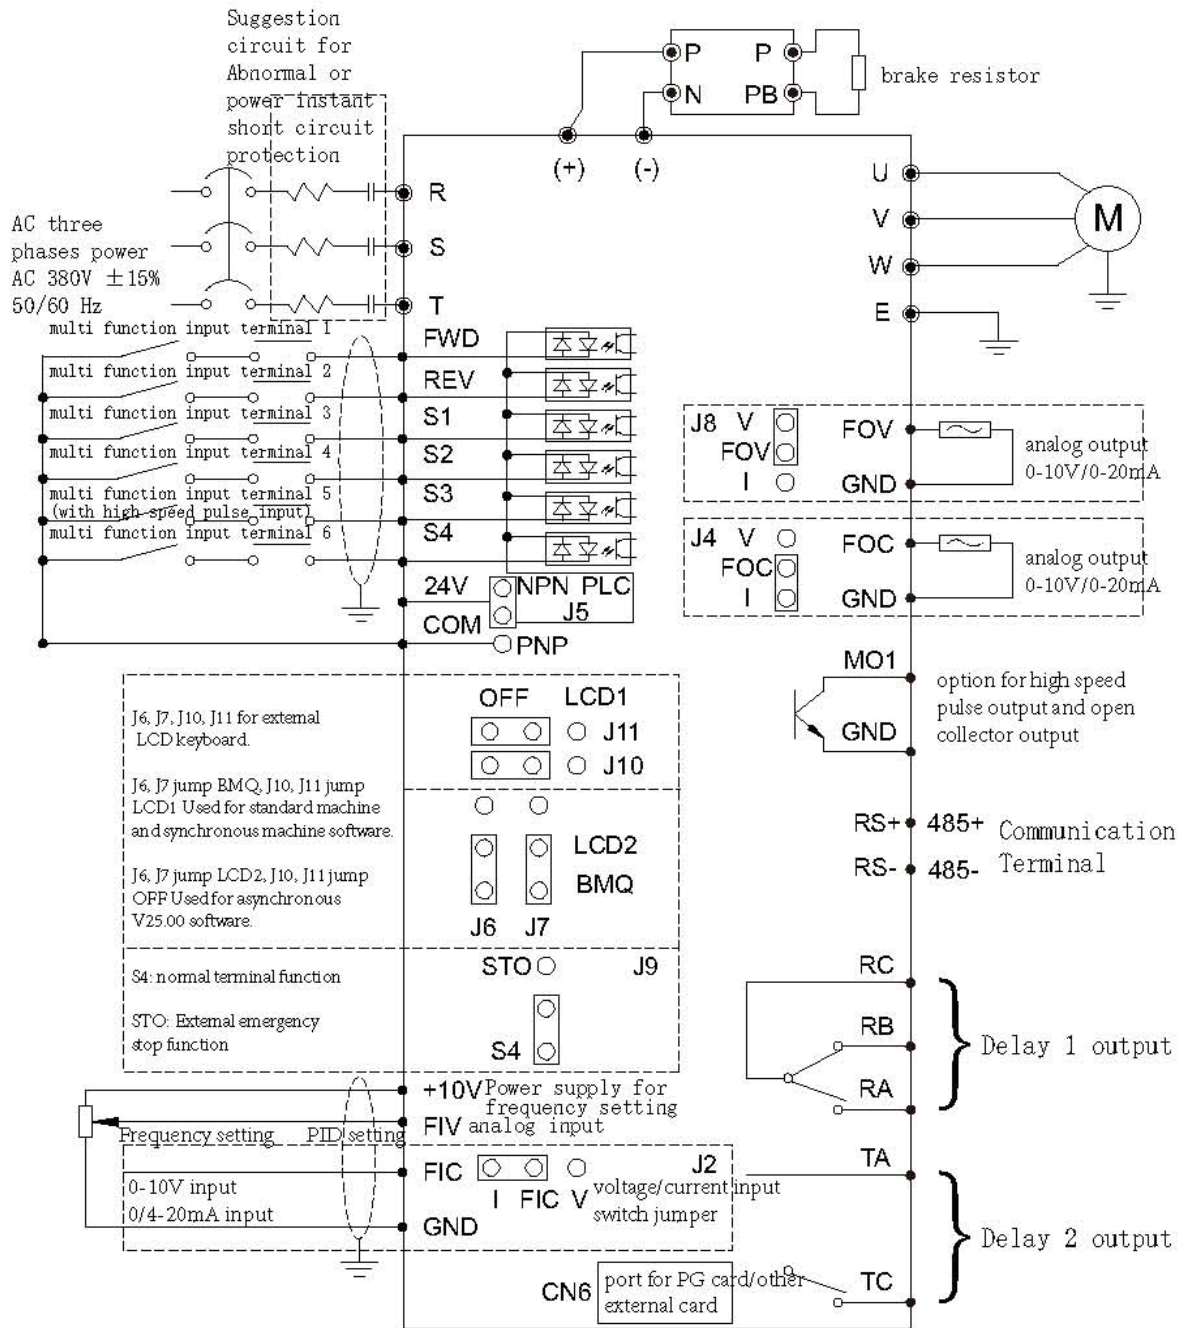 Suggestion
circuit for
Abnormal or
power instant
short circuit
protection
P P
N PB
brake resistor
(+) (-)
R
S
T
AC three
phases power
AC 380V ±15%
50/60 Hz
U
V
W
E
M
multi function input terminal 1
FWD
multi function input terminal 2
REV
multi function input terminal 3
S1
multi function input terminal 4
S2
multi function input terminal 5
(with high speed pulse input)
S3
multi function input terminal 6
S4
24V
NPN PLC
J5
COM
PNP
J8 V
FOV
I
FOV
GND
analog output
0-10V/0-20mA
J4 V
FOC
I
FOC
GND
analog output
0-10V/0-20mA
MO1
GND
option for high speed
pulse output and open
collector output
J6, J7, J10, J11 for external
LCD keyboard.
J6, J7 jump BMQ, J10, J11 jump
LCD1 Used for standard machine
and synchronous machine software.
J6, J7 jump LCD2, J10, J11 jump
OFF Used for asynchronous
V25.00 software.
OFF LCD1
J11
J10
LCD2
BMQ
J6 J7
RS+ 485+
RS- 485-
Communication
Terminal
S4: normal terminal function
STO: External emergency
stop function
STO J9
S4
RC
RB
RA
Delay 1 output
+10V Power supply for
frequency setting
FIV analog input
Frequency setting PID setting
FIC
I FIC V
J2
voltage/current input
switch jumper
0-10V input
0/4-20mA input
GND
TA
TC
Delay 2 output
CN6
port for PG card/other
external card